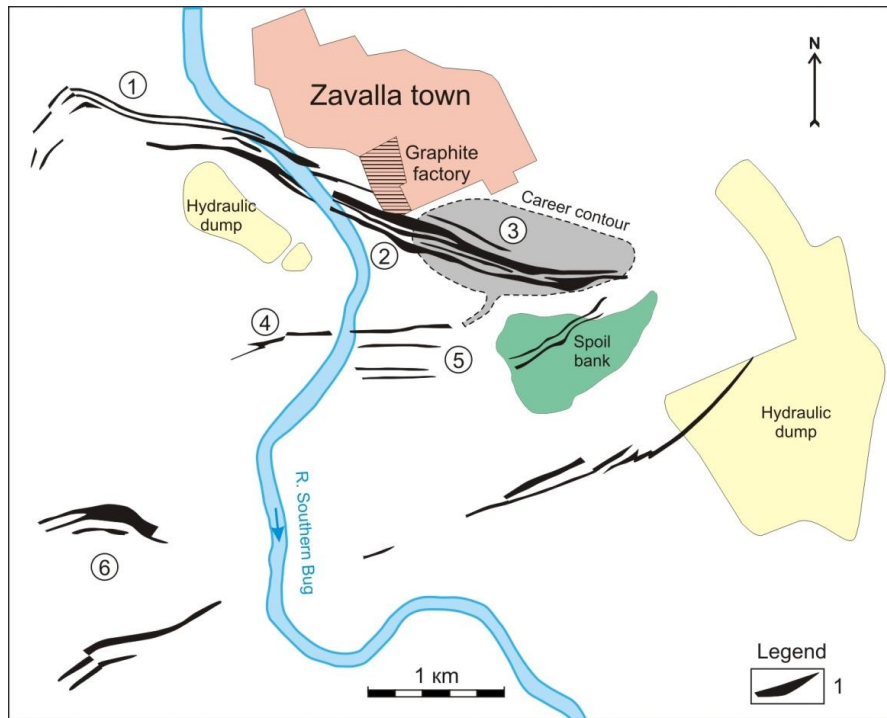 1
Zavalla town
N
Graphite
factory
Hydraulic
dump
Career contour
3
2
4
5
Spoil
bank
Hydraulic
dump
R. Southern Bug
6
1 км
Legend
1